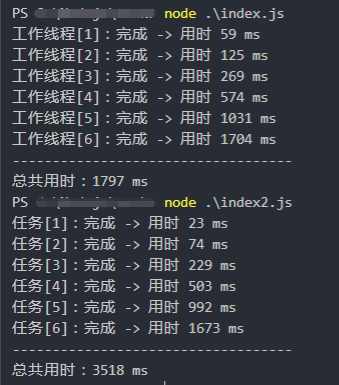 PS node .\index.js
工作线程[1]：完成 -> 用时 59 ms
工作线程[2]：完成 -> 用时 125 ms
工作线程[3]：完成 -> 用时 269 ms
工作线程[4]：完成 -> 用时 574 ms
工作线程[5]：完成 -> 用时 1031 ms
工作线程[6]：完成 -> 用时 1704 ms
-----------------------------------
总共用时：1797 ms
PS node .\index2.js
任务[1]：完成 -> 用时 23 ms
任务[2]：完成 -> 用时 74 ms
任务[3]：完成 -> 用时 229 ms
任务[4]：完成 -> 用时 503 ms
任务[5]：完成 -> 用时 992 ms
任务[6]：完成 -> 用时 1673 ms
-----------------------------------
总共用时：3518 ms